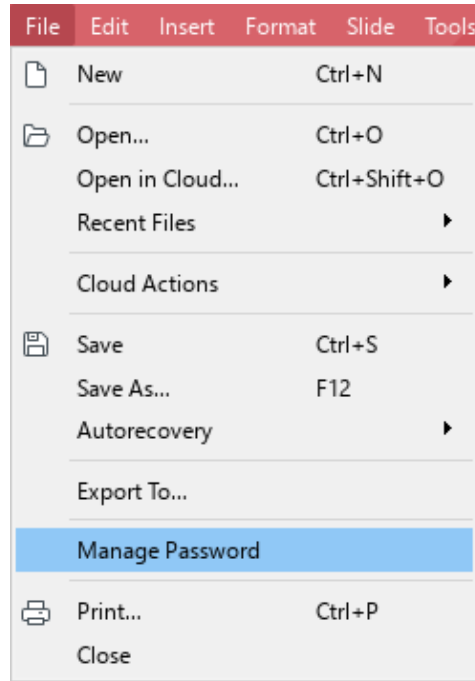 File Edit Insert Format Slide Tools
New Ctrl+N
Open... Ctrl+O
Open in Cloud... Ctrl+Shift+O
Recent Files
Cloud Actions
Save Ctrl+S
Save As... F12
Autorecovery
Export To...
Manage Password
Print... Ctrl+P
Close